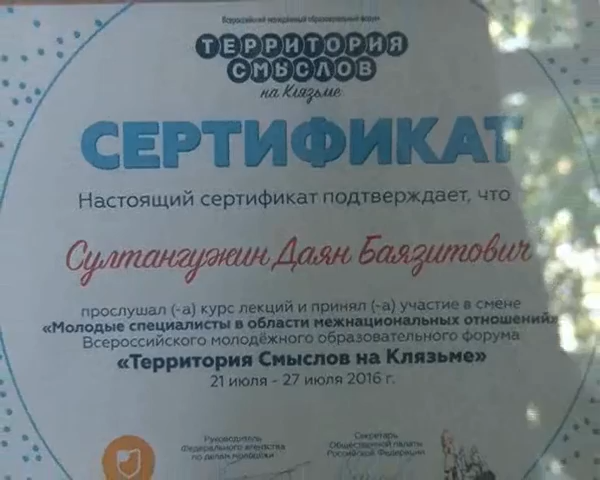 Всероссийский молодёжный образовательный форум
ТЕРРИТОРИЯ
СМЫСЛОВ
на Клязьме
СЕРТИФИКАТ
Настоящий сертификат подтверждает, что
Султангужин Даян Баязитович
прослушал (-а) курс лекций и принял (-а) участие в смене
«Молодые специалисты в области межнациональных отношений»
Всероссийского молодёжного образовательного форума
«Территория Смыслов на Клязьме»
21 июля - 27 июля 2016 г.
Руководитель
Федерального агентства
по делам молодёжи
Секретарь
Общественной палаты
Российской Федерации